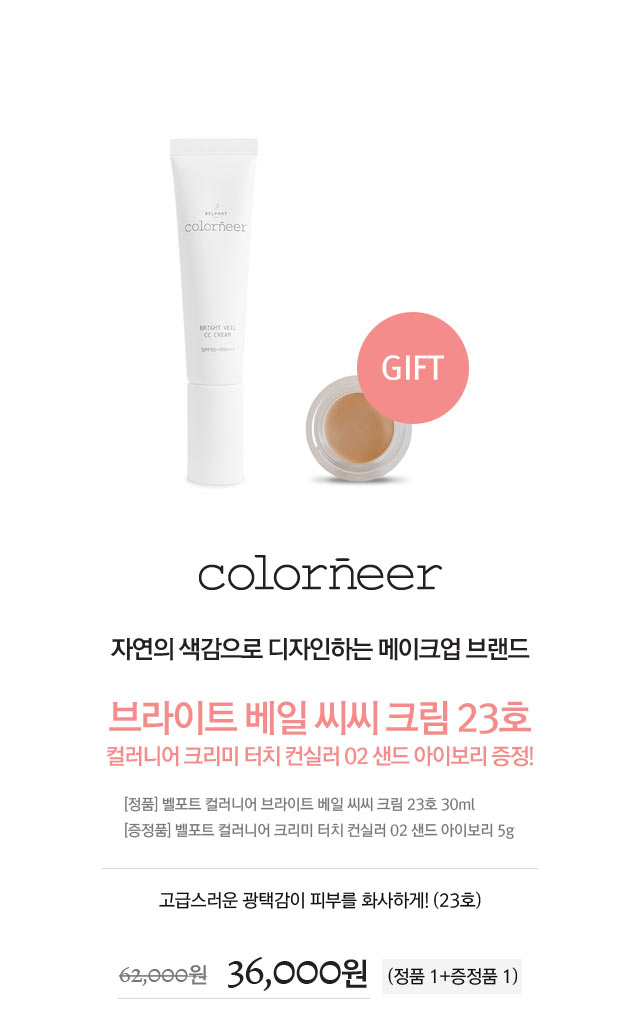 BELPORT
colorñeer
BRIGHT VEIL
CC CREAM
SPF50+PA+++
GIFT
colorñeer
자연의 색감으로 디자인하는 메이크업 브랜드
브라이트 베일 씨씨 크림 23호
컬러니어 크리미 터치 컨실러 02 샌드 아이보리 증정!
[정품] 벨포트 컬러니어 브라이트 베일 씨씨 크림 23호 30ml
[증정품] 벨포트 컬러니어 크리미 터치 컨실러 02 샌드 아이보리 5g
고급스러운 광택감이 피부를 화사하게! (23호)
62,000원 36,000원 (정품 1+증정품 1)